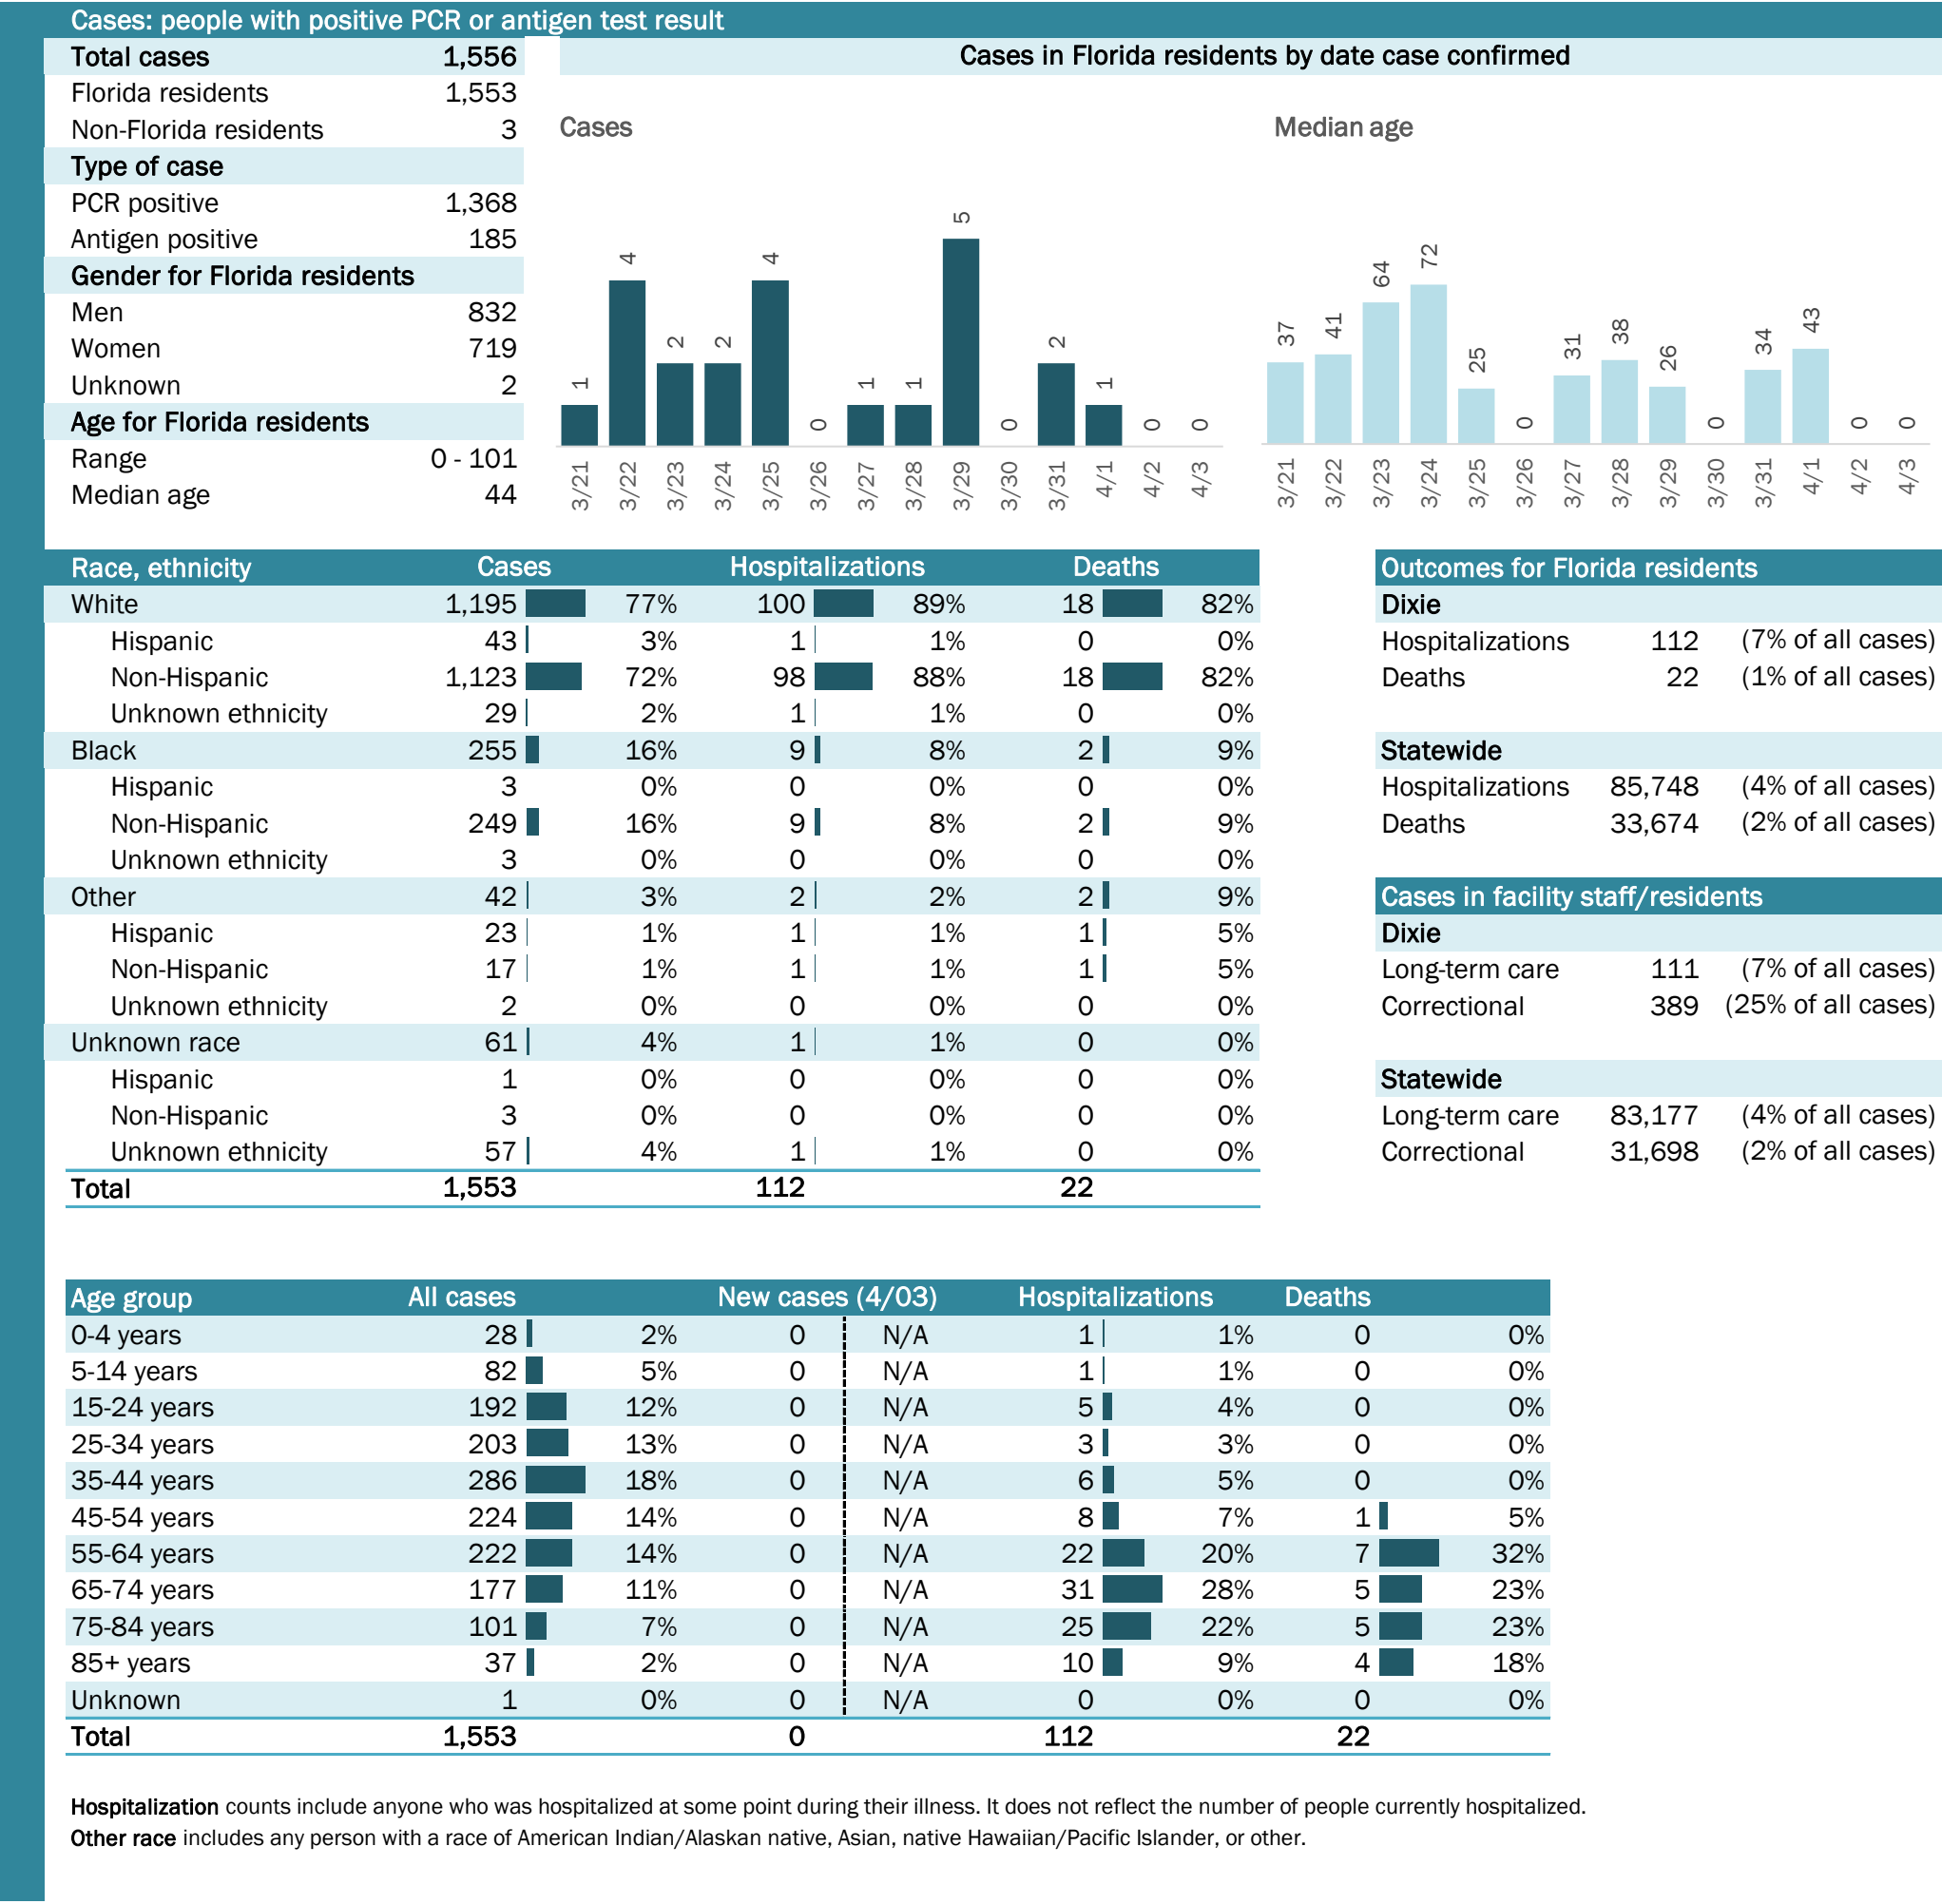 Cases: people with positive PCR or antigen test result
Total cases 1,556
Florida residents 1,553
Non-Florida residents 3
Type of case
PCR positive 1,368
Antigen positive 185
Gender for Florida residents
Men 832
Women 719
Unknown 2
Age for Florida residents
Range 0 - 101
Median age 44
Cases in Florida residents by date case confirmed
Cases
1 4 2 2 4 0 1 1 5 0 2 1 0 0
3/21 3/22 3/23 3/24 3/25 3/26 3/27 3/28 3/29 3/30 3/31 4/1 4/2 4/3
Median age
37 41 64 72 25 0 31 38 26 0 34 43 0 0
3/21 3/22 3/23 3/24 3/25 3/26 3/27 3/28 3/29 3/30 3/31 4/1 4/2 4/3
Race, ethnicity Cases Hospitalizations Deaths
White 1,195 77% 100 89% 18 82%
Hispanic 43 3% 1 1% 0 0%
Non-Hispanic 1,123 72% 98 88% 18 82%
Unknown ethnicity 29 2% 1 1% 0 0%
Black 255 16% 9 8% 2 9%
Hispanic 3 0% 0 0% 0 0%
Non-Hispanic 249 16% 9 8% 2 9%
Unknown ethnicity 3 0% 0 0% 0 0%
Other 42 3% 2 2% 2 9%
Hispanic 23 1% 1 1% 1 5%
Non-Hispanic 17 1% 1 1% 1 5%
Unknown ethnicity 2 0% 0 0% 0 0%
Unknown race 61 4% 1 1% 0 0%
Hispanic 1 0% 0 0% 0 0%
Non-Hispanic 3 0% 0 0% 0 0%
Unknown ethnicity 57 4% 1 1% 0 0%
Total 1,553 112 22
Outcomes for Florida residents
Dixie
Hospitalizations 112 (7% of all cases)
Deaths 22 (1% of all cases)
Statewide
Hospitalizations 85,748 (4% of all cases)
Deaths 33,674 (2% of all cases)
Cases in facility staff/residents
Dixie
Long-term care 111 (7% of all cases)
Correctional 389 (25% of all cases)
Statewide
Long-term care 83,177 (4% of all cases)
Correctional 31,698 (2% of all cases)
Age group All cases New cases (4/03) Hospitalizations Deaths
0-4 years 28 2% 0 N/A 1 1% 0 0%
5-14 years 82 5% 0 N/A 1 1% 0 0%
15-24 years 192 12% 0 N/A 5 4% 0 0%
25-34 years 203 13% 0 N/A 3 3% 0 0%
35-44 years 286 18% 0 N/A 6 5% 0 0%
45-54 years 224 14% 0 N/A 8 7% 1 5%
55-64 years 222 14% 0 N/A 22 20% 7 32%
65-74 years 177 11% 0 N/A 31 28% 5 23%
75-84 years 101 7% 0 N/A 25 22% 5 23%
85+ years 37 2% 0 N/A 10 9% 4 18%
Unknown 1 0% 0 N/A 0 0% 0 0%
Total 1,553 0 112 22
Hospitalization counts include anyone who was hospitalized at some point during their illness. It does not reflect the number of people currently hospitalized.
Other race includes any person with a race of American Indian/Alaskan native, Asian, native Hawaiian/Pacific Islander, or other.